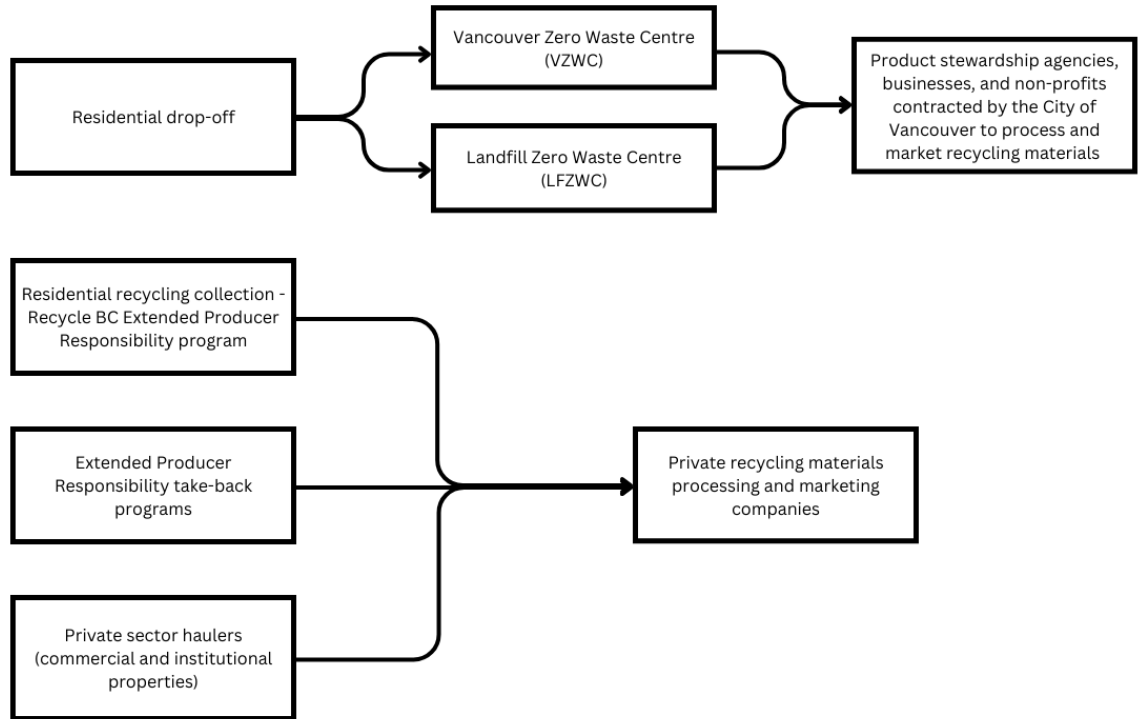 Residential drop-off
Vancouver Zero Waste Centre
(VZWC)
Landfill Zero Waste Centre
(LFZWC)
Product stewardship agencies,
businesses, and non-profits
contracted by the City of
Vancouver to process and
market recycling materials
Residential recycling collection -
Recycle BC Extended Producer
Responsibility program
Extended Producer
Responsibility take-back
programs
Private sector haulers
(commercial and institutional
properties)
Private recycling materials
processing and marketing
companies